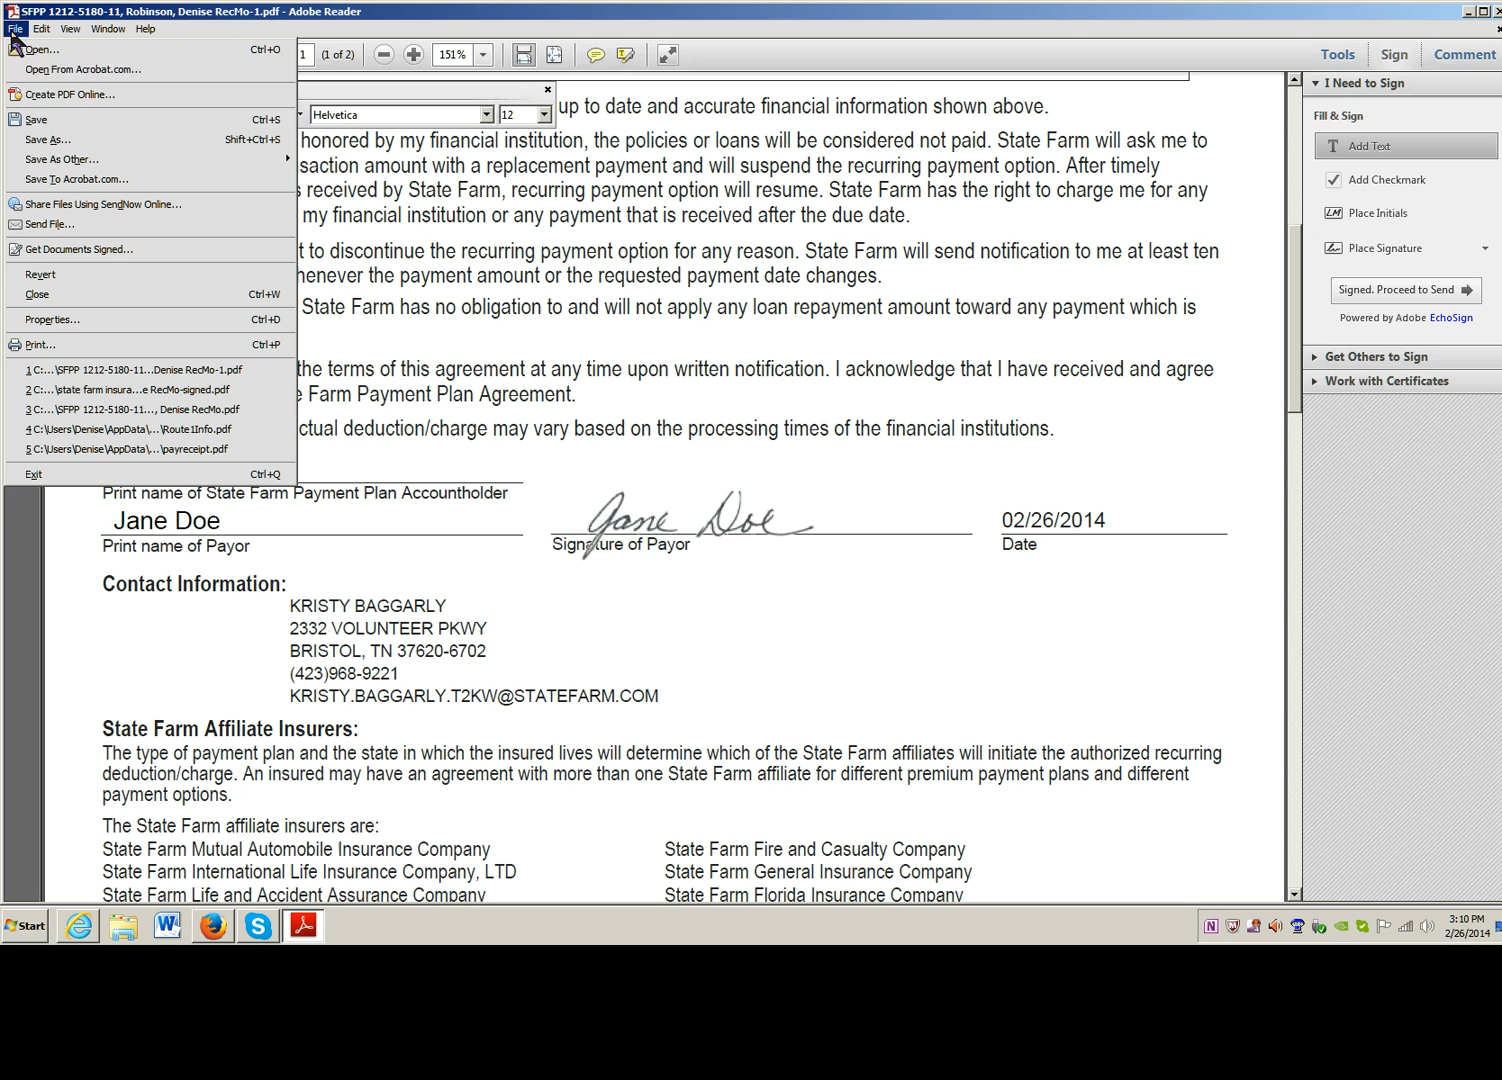 SFPP 1212-5180-11, Robinson, Denise RecMo-1.pdf - Adobe Reader
File Edit View Window Help
Open... Ctrl+O
Open From Acrobat.com...
Create PDF Online...
Save Ctrl+S
Save As... Shift+Ctrl+S
Save As Other...
Save To Acrobat.com...
Share Files Using SendNow Online...
Send File...
Get Documents Signed...
Revert
Close Ctrl+W
Properties... Ctrl+D
Print... Ctrl+P
1 C:...\SFPP 1212-5180-11...Denise RecMo-1.pdf
2 C:...\state farm insura...e RecMo-signed.pdf
3 C:...\SFPP 1212-5180-11..., Denise RecMo.pdf
4 C:\Users\Denise\AppData\...\Route1Info.pdf
5 C:\Users\Denise\AppData\...\payreceipt.pdf
Exit Ctrl+Q
1 (1 of 2) 151%
Tools Sign Comment
Helvetica 12
I Need to Sign
Fill & Sign
T Add Text
Add Checkmark
LM Place Initials
Place Signature
Signed. Proceed to Send
Powered by Adobe EchoSign
Get Others to Sign
Work with Certificates
up to date and accurate financial information shown above.
honored by my financial institution, the policies or loans will be considered not paid. State Farm will ask me to
saction amount with a replacement payment and will suspend the recurring payment option. After timely
s received by State Farm, recurring payment option will resume. State Farm has the right to charge me for any
my financial institution or any payment that is received after the due date.
t to discontinue the recurring payment option for any reason. State Farm will send notification to me at least ten
henever the payment amount or the requested payment date changes.
State Farm has no obligation to and will not apply any loan repayment amount toward any payment which is
the terms of this agreement at any time upon written notification. I acknowledge that I have received and agree
e Farm Payment Plan Agreement.
ctual deduction/charge may vary based on the processing times of the financial institutions.
Print name of State Farm Payment Plan Accountholder
Jane Doe Jane Doe 02/26/2014
Print name of Payor Signature of Payor Date
Contact Information:
KRISTY BAGGARLY
2332 VOLUNTEER PKWY
BRISTOL, TN 37620-6702
(423)968-9221
KRISTY.BAGGARLY.T2KW@STATEFARM.COM
State Farm Affiliate Insurers:
The type of payment plan and the state in which the insured lives will determine which of the State Farm affiliates will initiate the authorized recurring
deduction/charge. An insured may have an agreement with more than one State Farm affiliate for different premium payment plans and different
payment options.
The State Farm affiliate insurers are:
State Farm Mutual Automobile Insurance Company State Farm Fire and Casualty Company
State Farm International Life Insurance Company, LTD State Farm General Insurance Company
State Farm Life and Accident Assurance Company State Farm Florida Insurance Company
Start
3:10 PM
2/26/2014